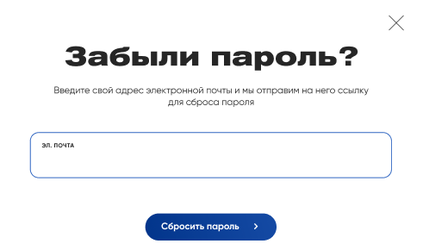 Забыли пароль?
Введите свой адрес электронной почты и мы отправим на него ссылку
для сброса пароля
ЭЛ. ПОЧТА
Сбросить пароль